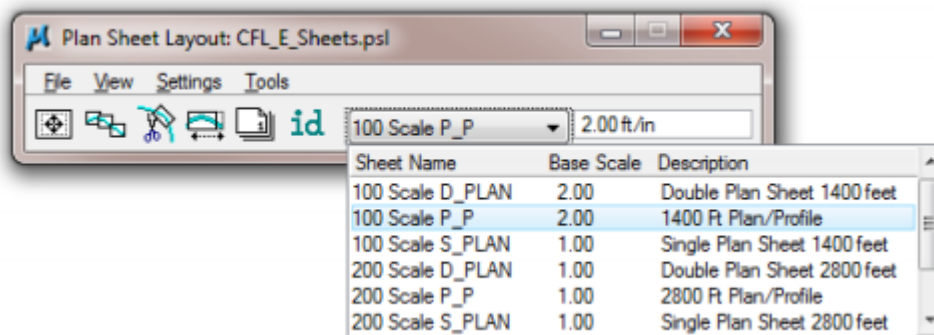 Plan Sheet Layout: CFL_E_Sheets.psl
File View Settings Tools
id 100 Scale P_P 2.00 ft/in
Sheet Name Base Scale Description
100 Scale D_PLAN 2.00 Double Plan Sheet 1400 feet
100 Scale P_P 2.00 1400 Ft Plan/Profile
100 Scale S_PLAN 1.00 Single Plan Sheet 1400 feet
200 Scale D_PLAN 1.00 Double Plan Sheet 2800 feet
200 Scale P_P 1.00 2800 Ft Plan/Profile
200 Scale S_PLAN 1.00 Single Plan Sheet 2800 feet